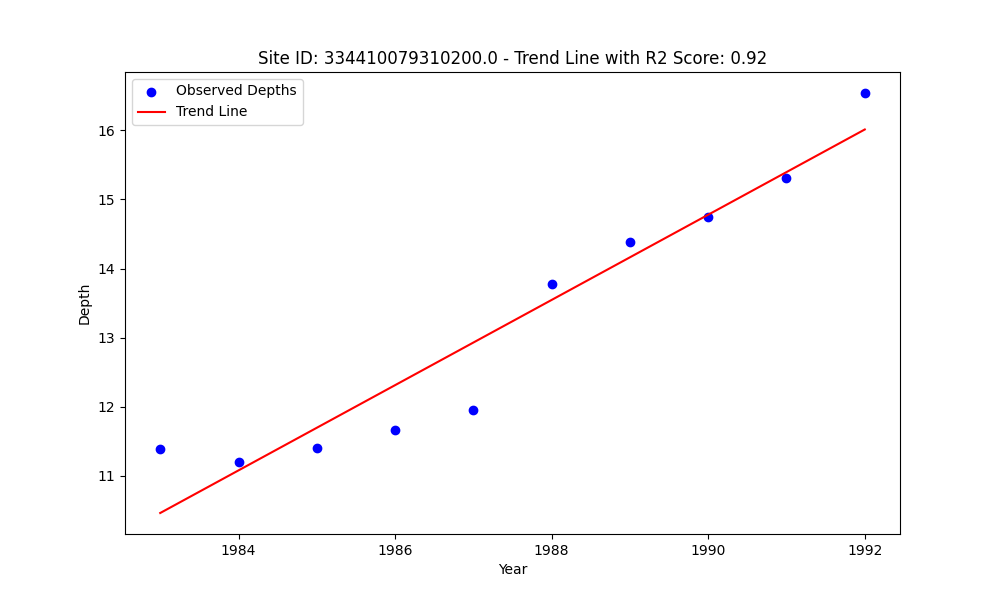 Site ID: 334410079310200.0 - Trend Line with R2 Score: 0.92
Observed Depths
Trend Line
16
15
14
13
12
11
Depth
1984 1986 1988 1990 1992
Year